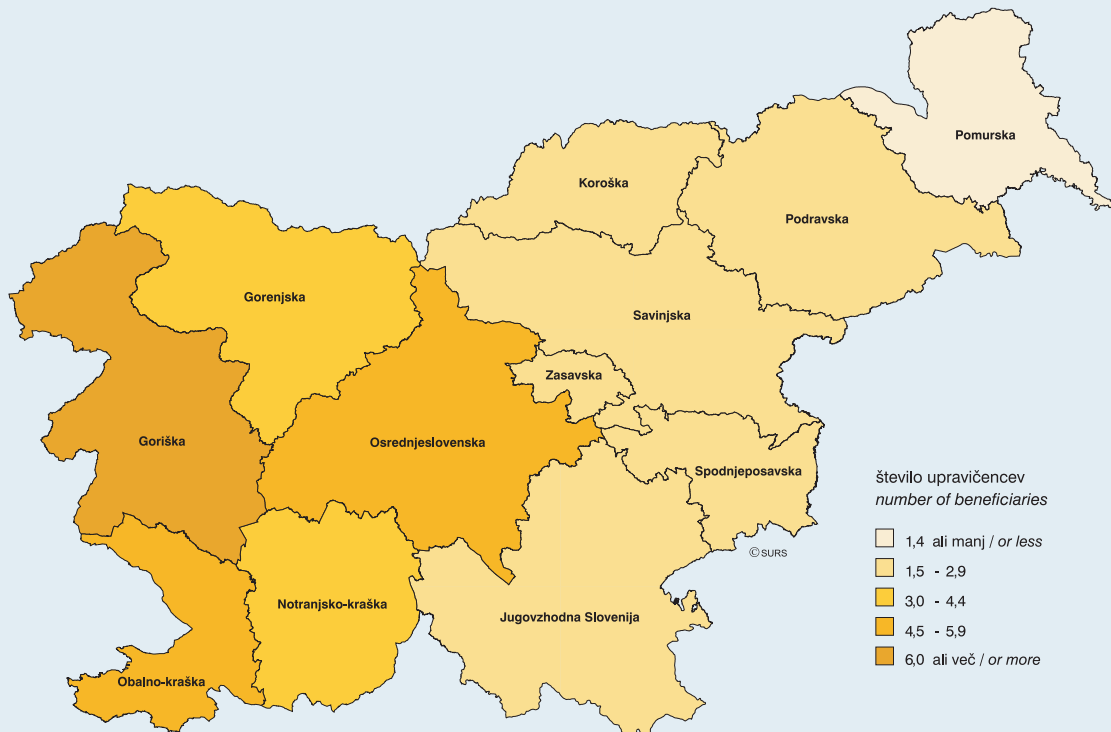 Pomurska
Koroška
Podravska
Gorenjska
Savinjska
Zasavska
Goriška
Osrednjeslovenska
Spodnjeposavska
število upravičencev
number of beneficiaries
1,4 ali manj / or less
1,5 - 2,9
3,0 - 4,4
4,5 - 5,9
6,0 ali več / or more
© SURS
Notranjsko-kraška
Jugovzhodna Slovenija
Obalno-kraška